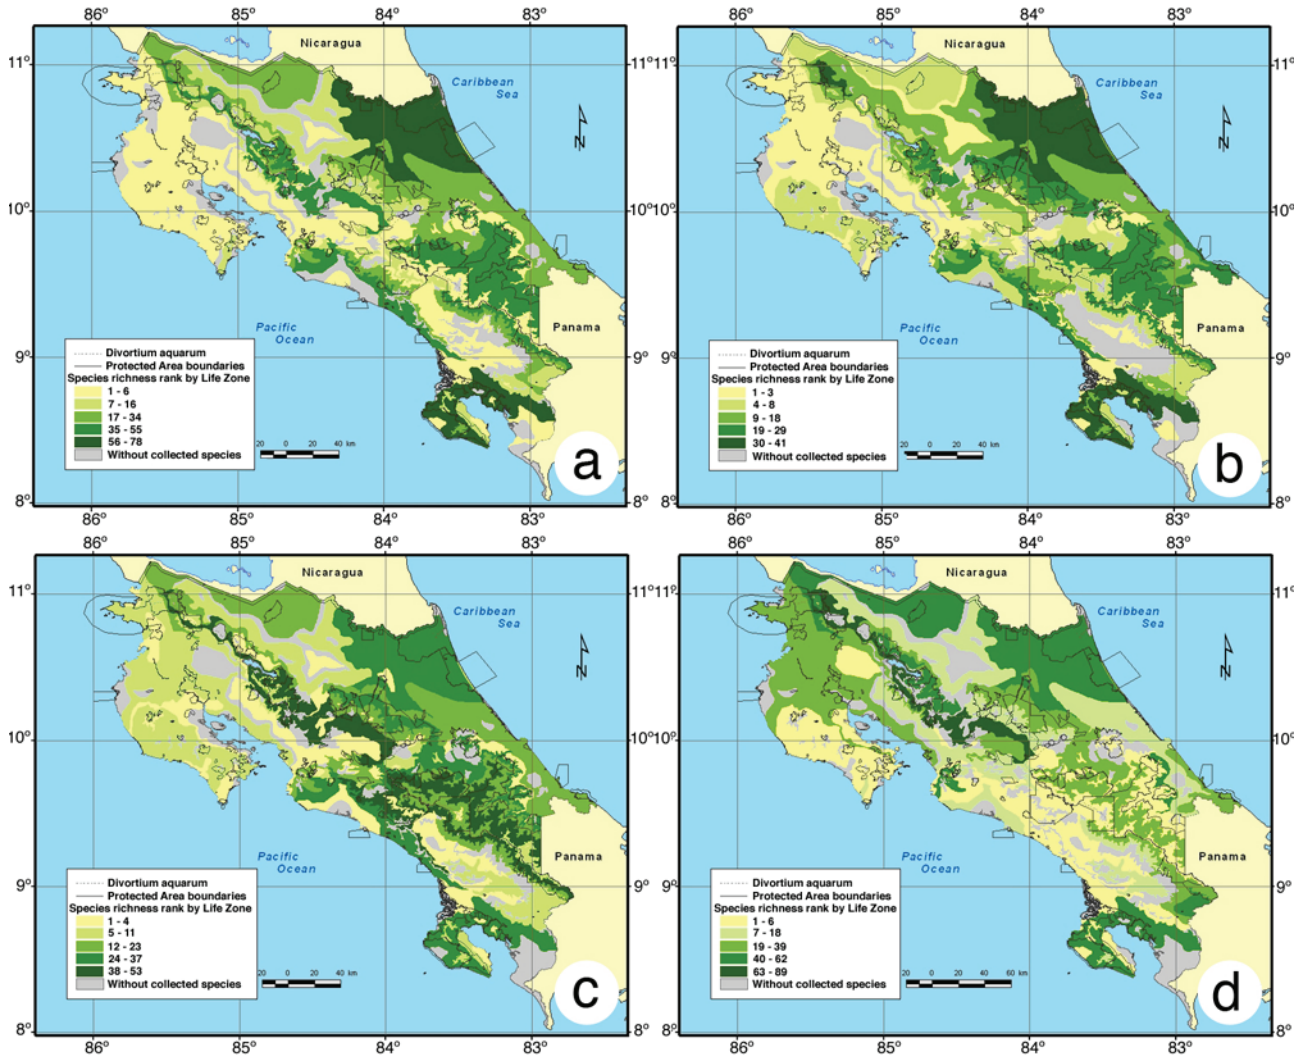 86° 85° 84° 83° 86° 85° 84° 83°
Nicaragua Nicaragua
11° 11° 11° 11°
Caribbean Sea Caribbean Sea
N N
10° 10° 10° 10°
Panama Panama
Pacific Ocean Pacific Ocean
9° 9° 9° 9°
Divortium aquarum
Protected Area boundaries
Species richness rank by Life Zone
1 - 6
7 - 16
17 - 34
35 - 55
56 - 78
Without collected species
20 0 20 40 km
a
Divortium aquarum
Protected Area boundaries
Species richness rank by Life Zone
1 - 3
4 - 8
9 - 18
19 - 29
30 - 41
Without collected species
20 0 20 40 km
b
8° 8° 8° 8°
86° 85° 84° 83° 86° 85° 84° 83°
86° 85° 84° 83° 86° 85° 84° 83°
Nicaragua Nicaragua
11° 11° 11° 11°
Caribbean Sea Caribbean Sea
N N
10° 10° 10° 10°
Panama Panama
Pacific Ocean Pacific Ocean
9° 9° 9° 9°
Divortium aquarum
Protected Area boundaries
Species richness rank by Life Zone
1 - 4
5 - 11
12 - 23
24 - 37
38 - 53
Without collected species
20 0 20 40 km
c
Divortium aquarum
Protected Area boundaries
Species richness rank by Life Zone
1 - 6
7 - 18
19 - 39
40 - 62
63 - 89
Without collected species
20 0 20 40 60 km
d
8° 8° 8° 8°
86° 85° 84° 83° 86° 85° 84° 83°